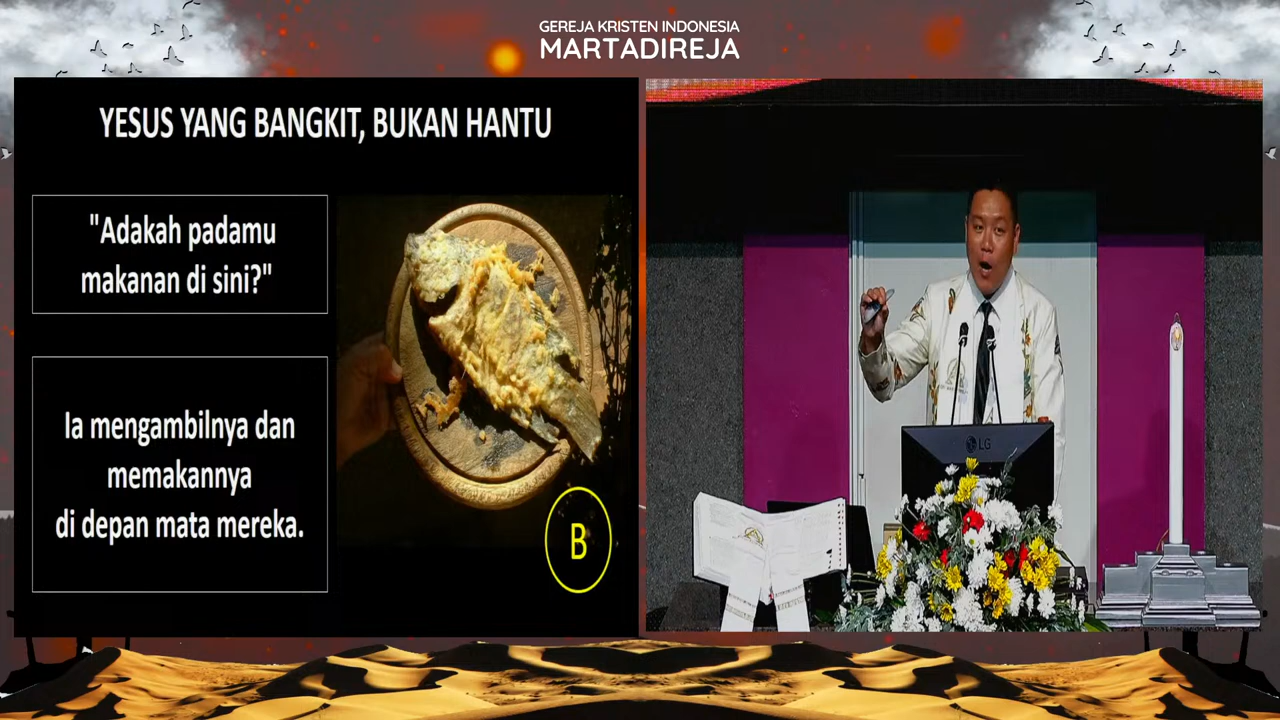 GEREJA KRISTEN INDONESIA
MARTADIREJA
YESUS YANG BANGKIT, BUKAN HANTU
"Adakah padamu
makanan di sini?"
Ia mengambilnya dan
memakannya
di depan mata mereka.
B
LG